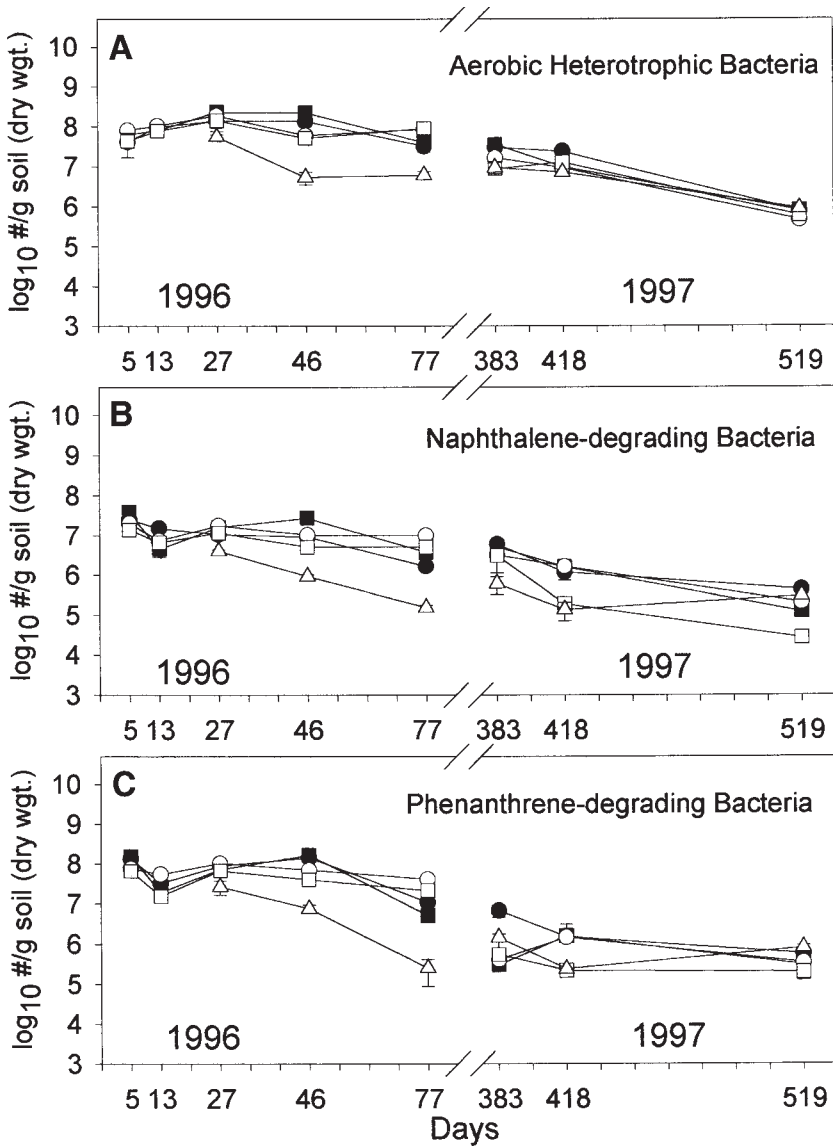 A
Aerobic Heterotrophic Bacteria
log10 #/g soil (dry wgt.)
10
9
8
7
6
5
4
3
1996
1997
5 13 27 46 77 383 418 519
B
Naphthalene-degrading Bacteria
log10 #/g soil (dry wgt.)
10
9
8
7
6
5
4
3
1996
1997
5 13 27 46 77 383 418 519
C
Phenanthrene-degrading Bacteria
log10 #/g soil (dry wgt.)
10
9
8
7
6
5
4
3
1996
1997
5 13 27 46 77 383 418 519
Days